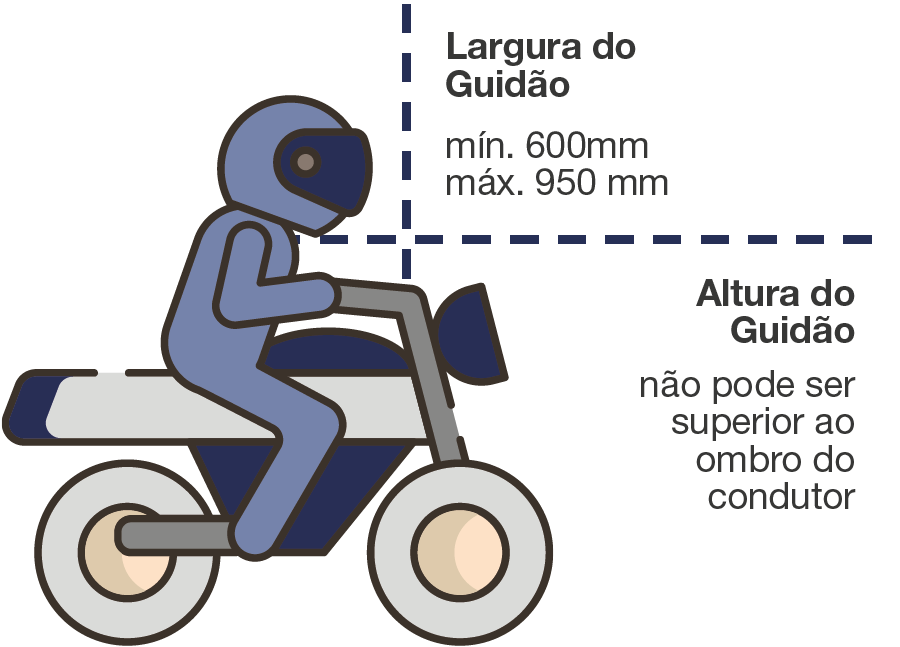 Largura do
Guidão
mín. 600mm
máx. 950 mm
Altura do
Guidão
não pode ser
superior ao
ombro do
condutor